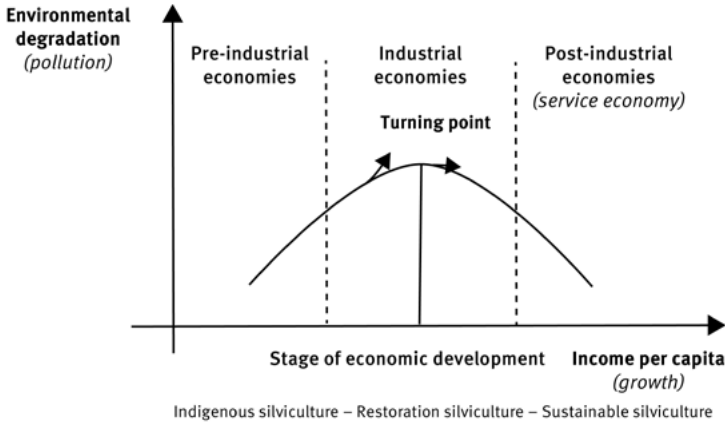 Environmental
degradation
(pollution)
Pre-industrial
economies
Industrial
economies
Post-industrial
economies
(service economy)
Turning point
Stage of economic development
Income per capita
(growth)
Indigenous silviculture – Restoration silviculture – Sustainable silviculture